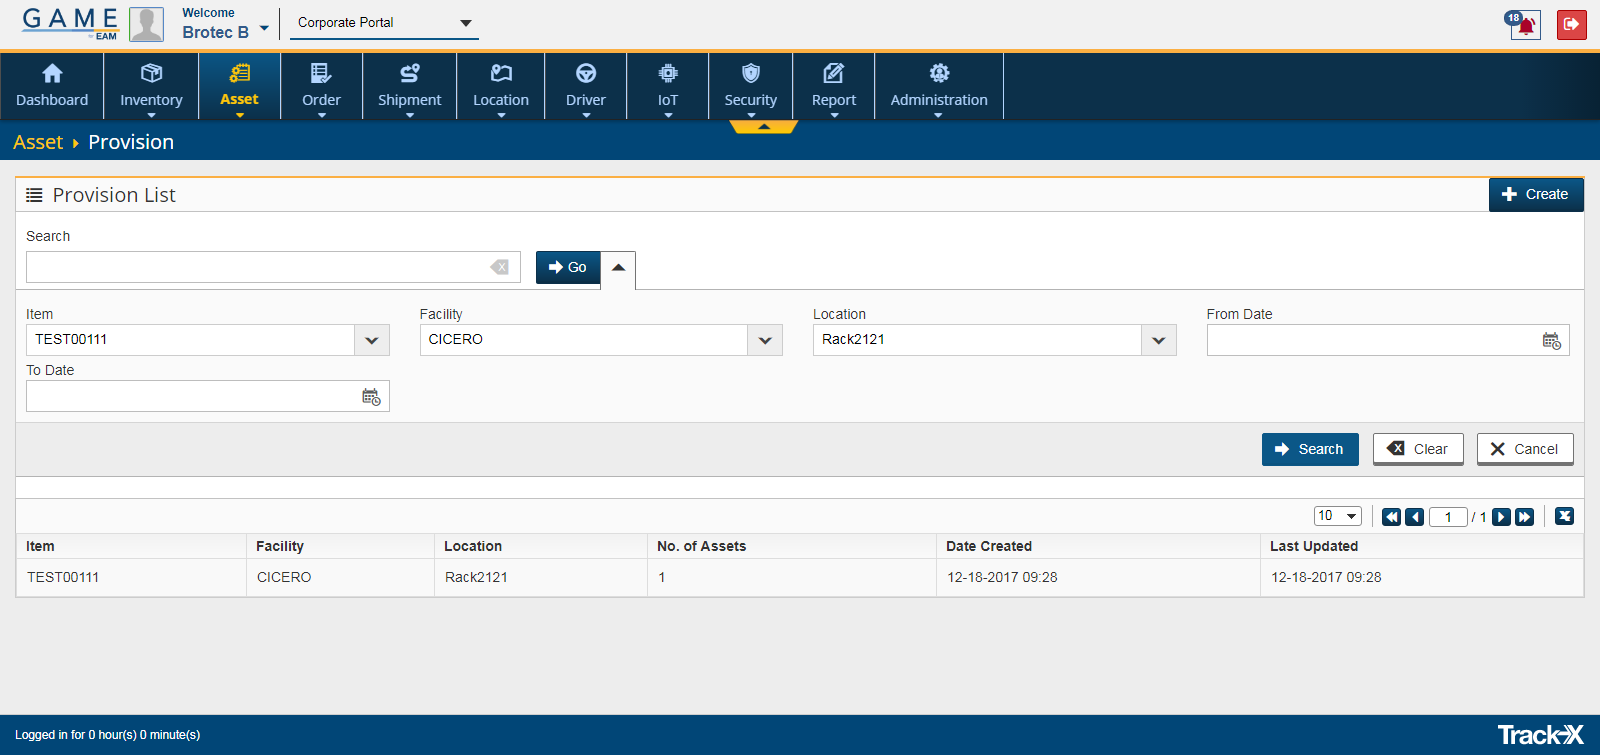 GAME
EAM
Welcome
Brotec B
Corporate Portal
18
Dashboard
Inventory
Asset
Order
Shipment
Location
Driver
IoT
Security
Report
Administration
Asset Provision
Provision List
Create
Search
Go
Item
Facility
Location
From Date
TEST00111
CICERO
Rack2121
To Date
Search
Clear
Cancel
10
1 / 1
Item Facility Location No. of Assets Date Created Last Updated
TEST00111 CICERO Rack2121 1 12-18-2017 09:28 12-18-2017 09:28
Logged in for 0 hour(s) 0 minute(s)
Track-X